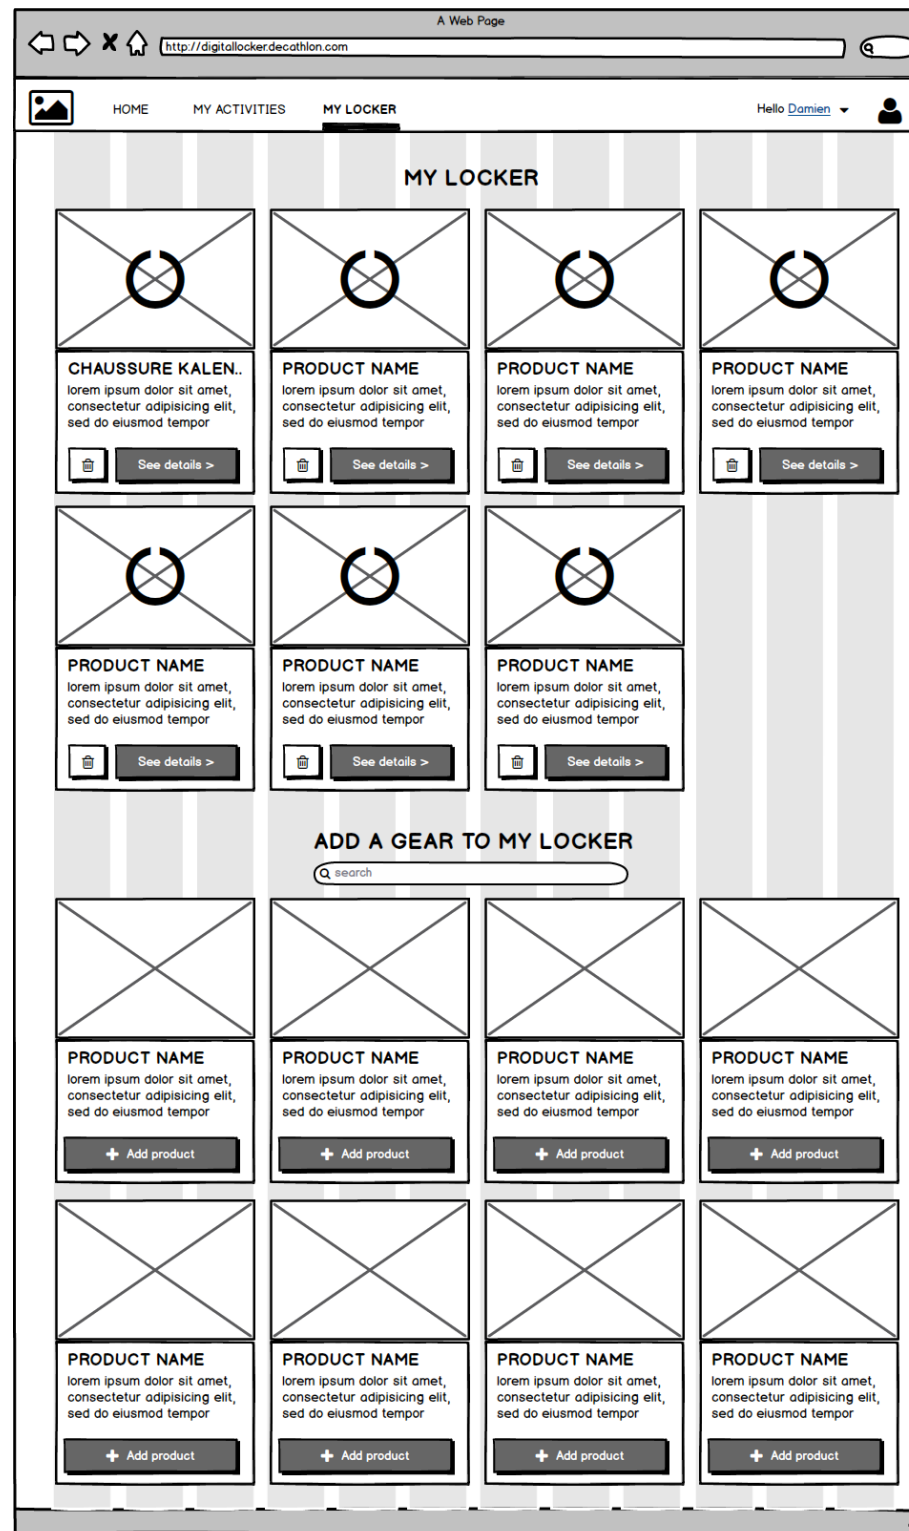 A Web Page
http://digitallocker.decathlon.com
HOME
MY ACTIVITIES
MY LOCKER
Hello Damien
MY LOCKER
CHAUSSURE KALEN..
lorem ipsum dolor sit amet,
consectetur adipisicing elit,
sed do eiusmod tempor
See details >
PRODUCT NAME
lorem ipsum dolor sit amet,
consectetur adipisicing elit,
sed do eiusmod tempor
See details >
PRODUCT NAME
lorem ipsum dolor sit amet,
consectetur adipisicing elit,
sed do eiusmod tempor
See details >
PRODUCT NAME
lorem ipsum dolor sit amet,
consectetur adipisicing elit,
sed do eiusmod tempor
See details >
PRODUCT NAME
lorem ipsum dolor sit amet,
consectetur adipisicing elit,
sed do eiusmod tempor
See details >
PRODUCT NAME
lorem ipsum dolor sit amet,
consectetur adipisicing elit,
sed do eiusmod tempor
See details >
PRODUCT NAME
lorem ipsum dolor sit amet,
consectetur adipisicing elit,
sed do eiusmod tempor
See details >
ADD A GEAR TO MY LOCKER
search
PRODUCT NAME
lorem ipsum dolor sit amet,
consectetur adipisicing elit,
sed do eiusmod tempor
Add product
PRODUCT NAME
lorem ipsum dolor sit amet,
consectetur adipisicing elit,
sed do eiusmod tempor
Add product
PRODUCT NAME
lorem ipsum dolor sit amet,
consectetur adipisicing elit,
sed do eiusmod tempor
Add product
PRODUCT NAME
lorem ipsum dolor sit amet,
consectetur adipisicing elit,
sed do eiusmod tempor
Add product
PRODUCT NAME
lorem ipsum dolor sit amet,
consectetur adipisicing elit,
sed do eiusmod tempor
Add product
PRODUCT NAME
lorem ipsum dolor sit amet,
consectetur adipisicing elit,
sed do eiusmod tempor
Add product
PRODUCT NAME
lorem ipsum dolor sit amet,
consectetur adipisicing elit,
sed do eiusmod tempor
Add product
PRODUCT NAME
lorem ipsum dolor sit amet,
consectetur adipisicing elit,
sed do eiusmod tempor
Add product